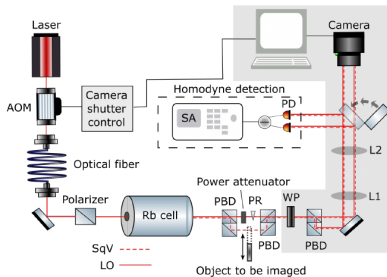 Laser
Camera
AOM
Camera
shutter
control
Homodyne detection
PD
SA
L2
Optical fiber
Polarizer
Power attenuator
WP
L1
Rb cell
PBD
PR
PBD
PBD
SqV
LO
Object to be imaged